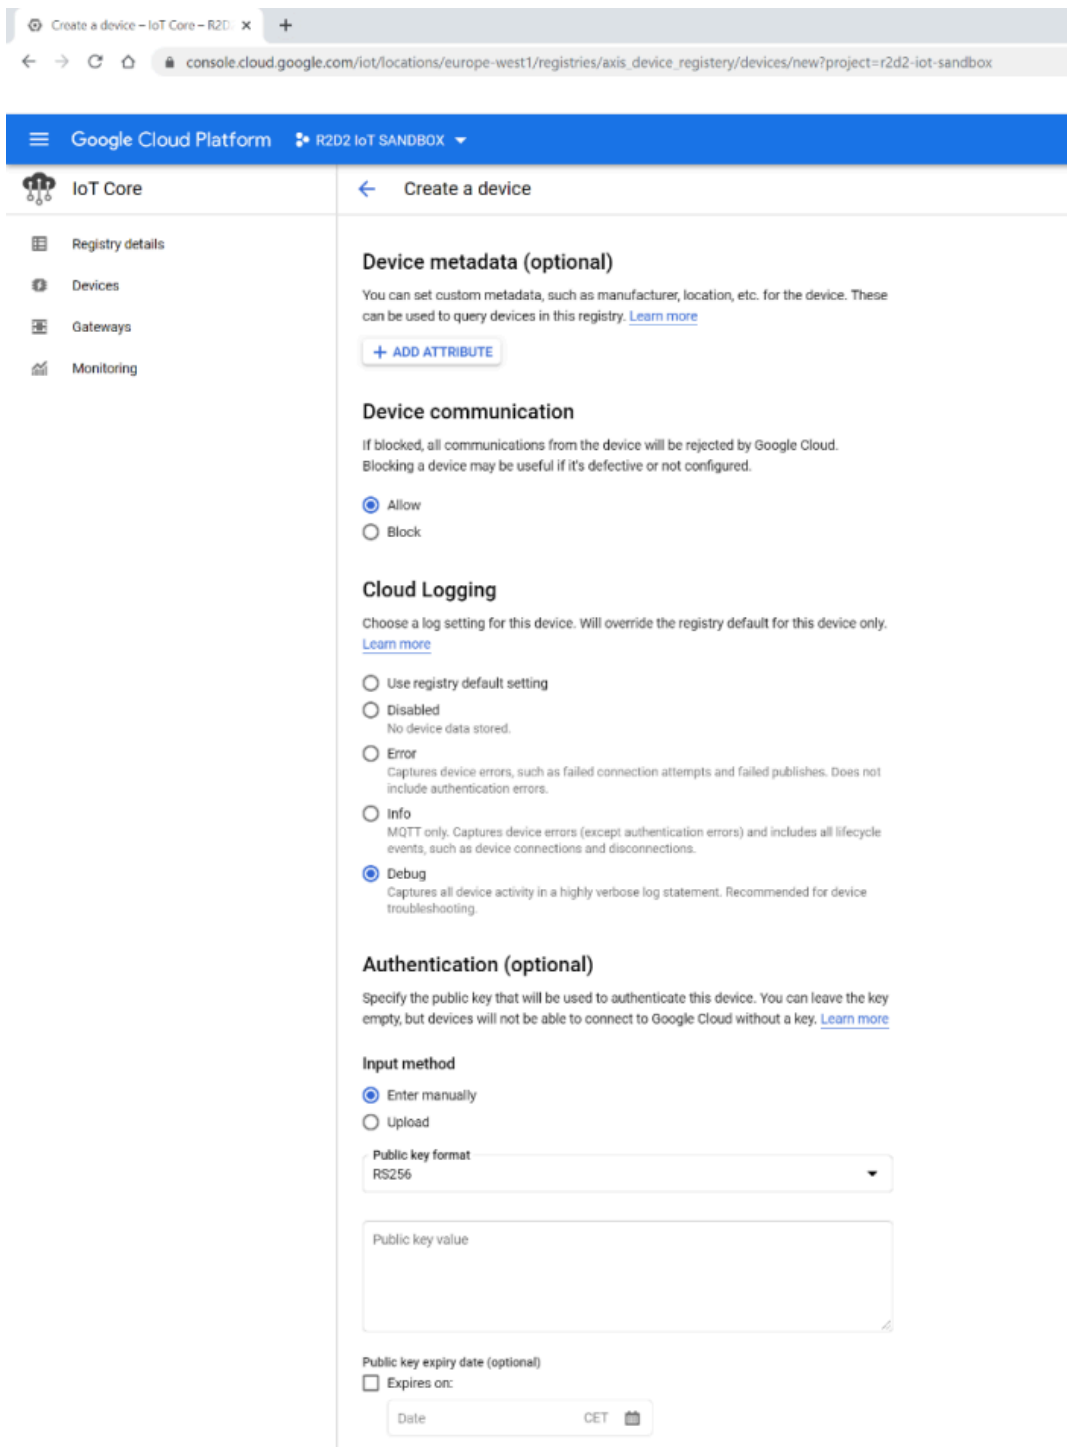 Create a device – IoT Core – R2D
console.cloud.google.com/iot/locations/europe-west1/registries/axis_device_registery/devices/new?project=r2d2-iot-sandbox
Google Cloud Platform
R2D2 IoT SANDBOX
IoT Core
Create a device
Registry details
Devices
Gateways
Monitoring
Device metadata (optional)
You can set custom metadata, such as manufacturer, location, etc. for the device. These
can be used to query devices in this registry. Learn more
+ ADD ATTRIBUTE
Device communication
If blocked, all communications from the device will be rejected by Google Cloud.
Blocking a device may be useful if it's defective or not configured.
Allow
Block
Cloud Logging
Choose a log setting for this device. Will override the registry default for this device only.
Learn more
Use registry default setting
Disabled
No device data stored.
Error
Captures device errors, such as failed connection attempts and failed publishes. Does not
include authentication errors.
Info
MQTT only. Captures device errors (except authentication errors) and includes all lifecycle
events, such as device connections and disconnections.
Debug
Captures all device activity in a highly verbose log statement. Recommended for device
troubleshooting.
Authentication (optional)
Specify the public key that will be used to authenticate this device. You can leave the key
empty, but devices will not be able to connect to Google Cloud without a key. Learn more
Input method
Enter manually
Upload
Public key format
RS256
Public key value
Public key expiry date (optional)
Expires on:
Date CET